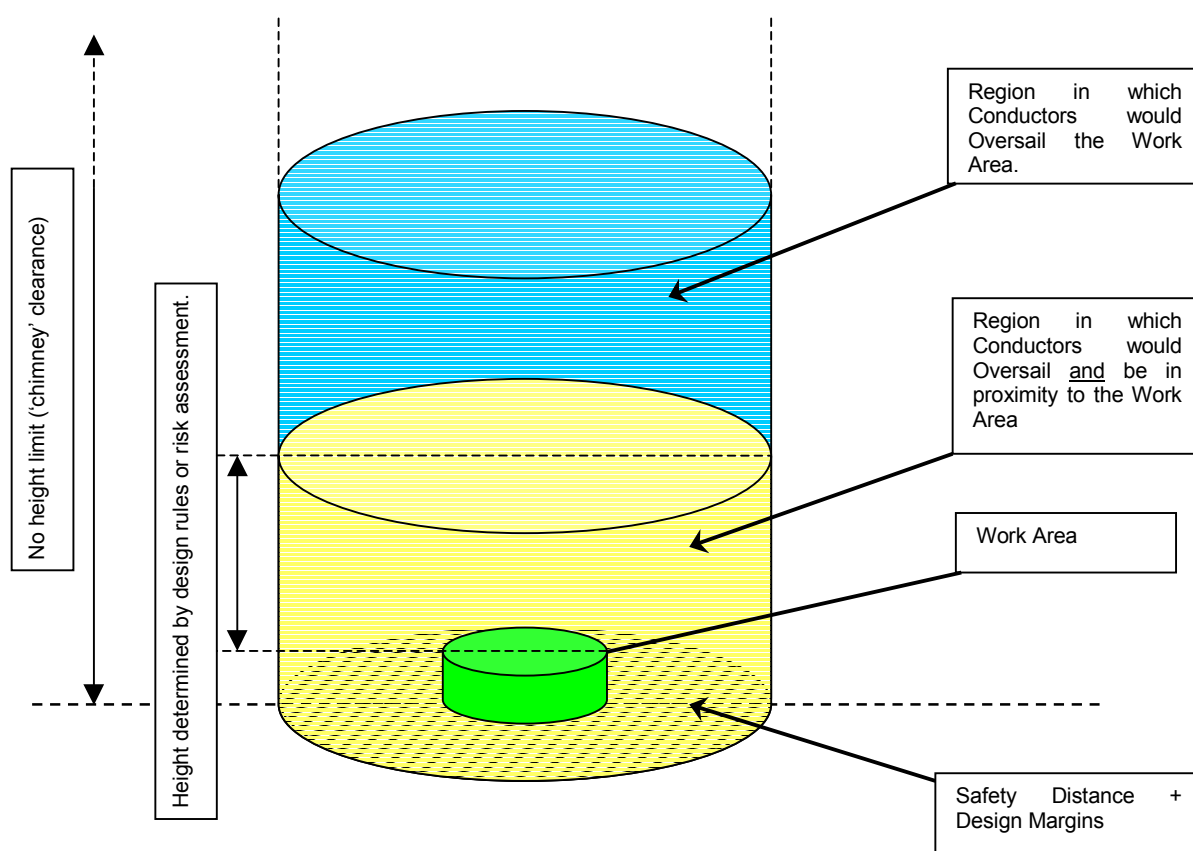 No height limit (‘chimney’ clearance)
Height determined by design rules or risk assessment.
Region in which
Conductors would
Oversail the Work
Area.
Region in which
Conductors would
Oversail and be in
proximity to the Work
Area
Work Area
Safety Distance +
Design Margins